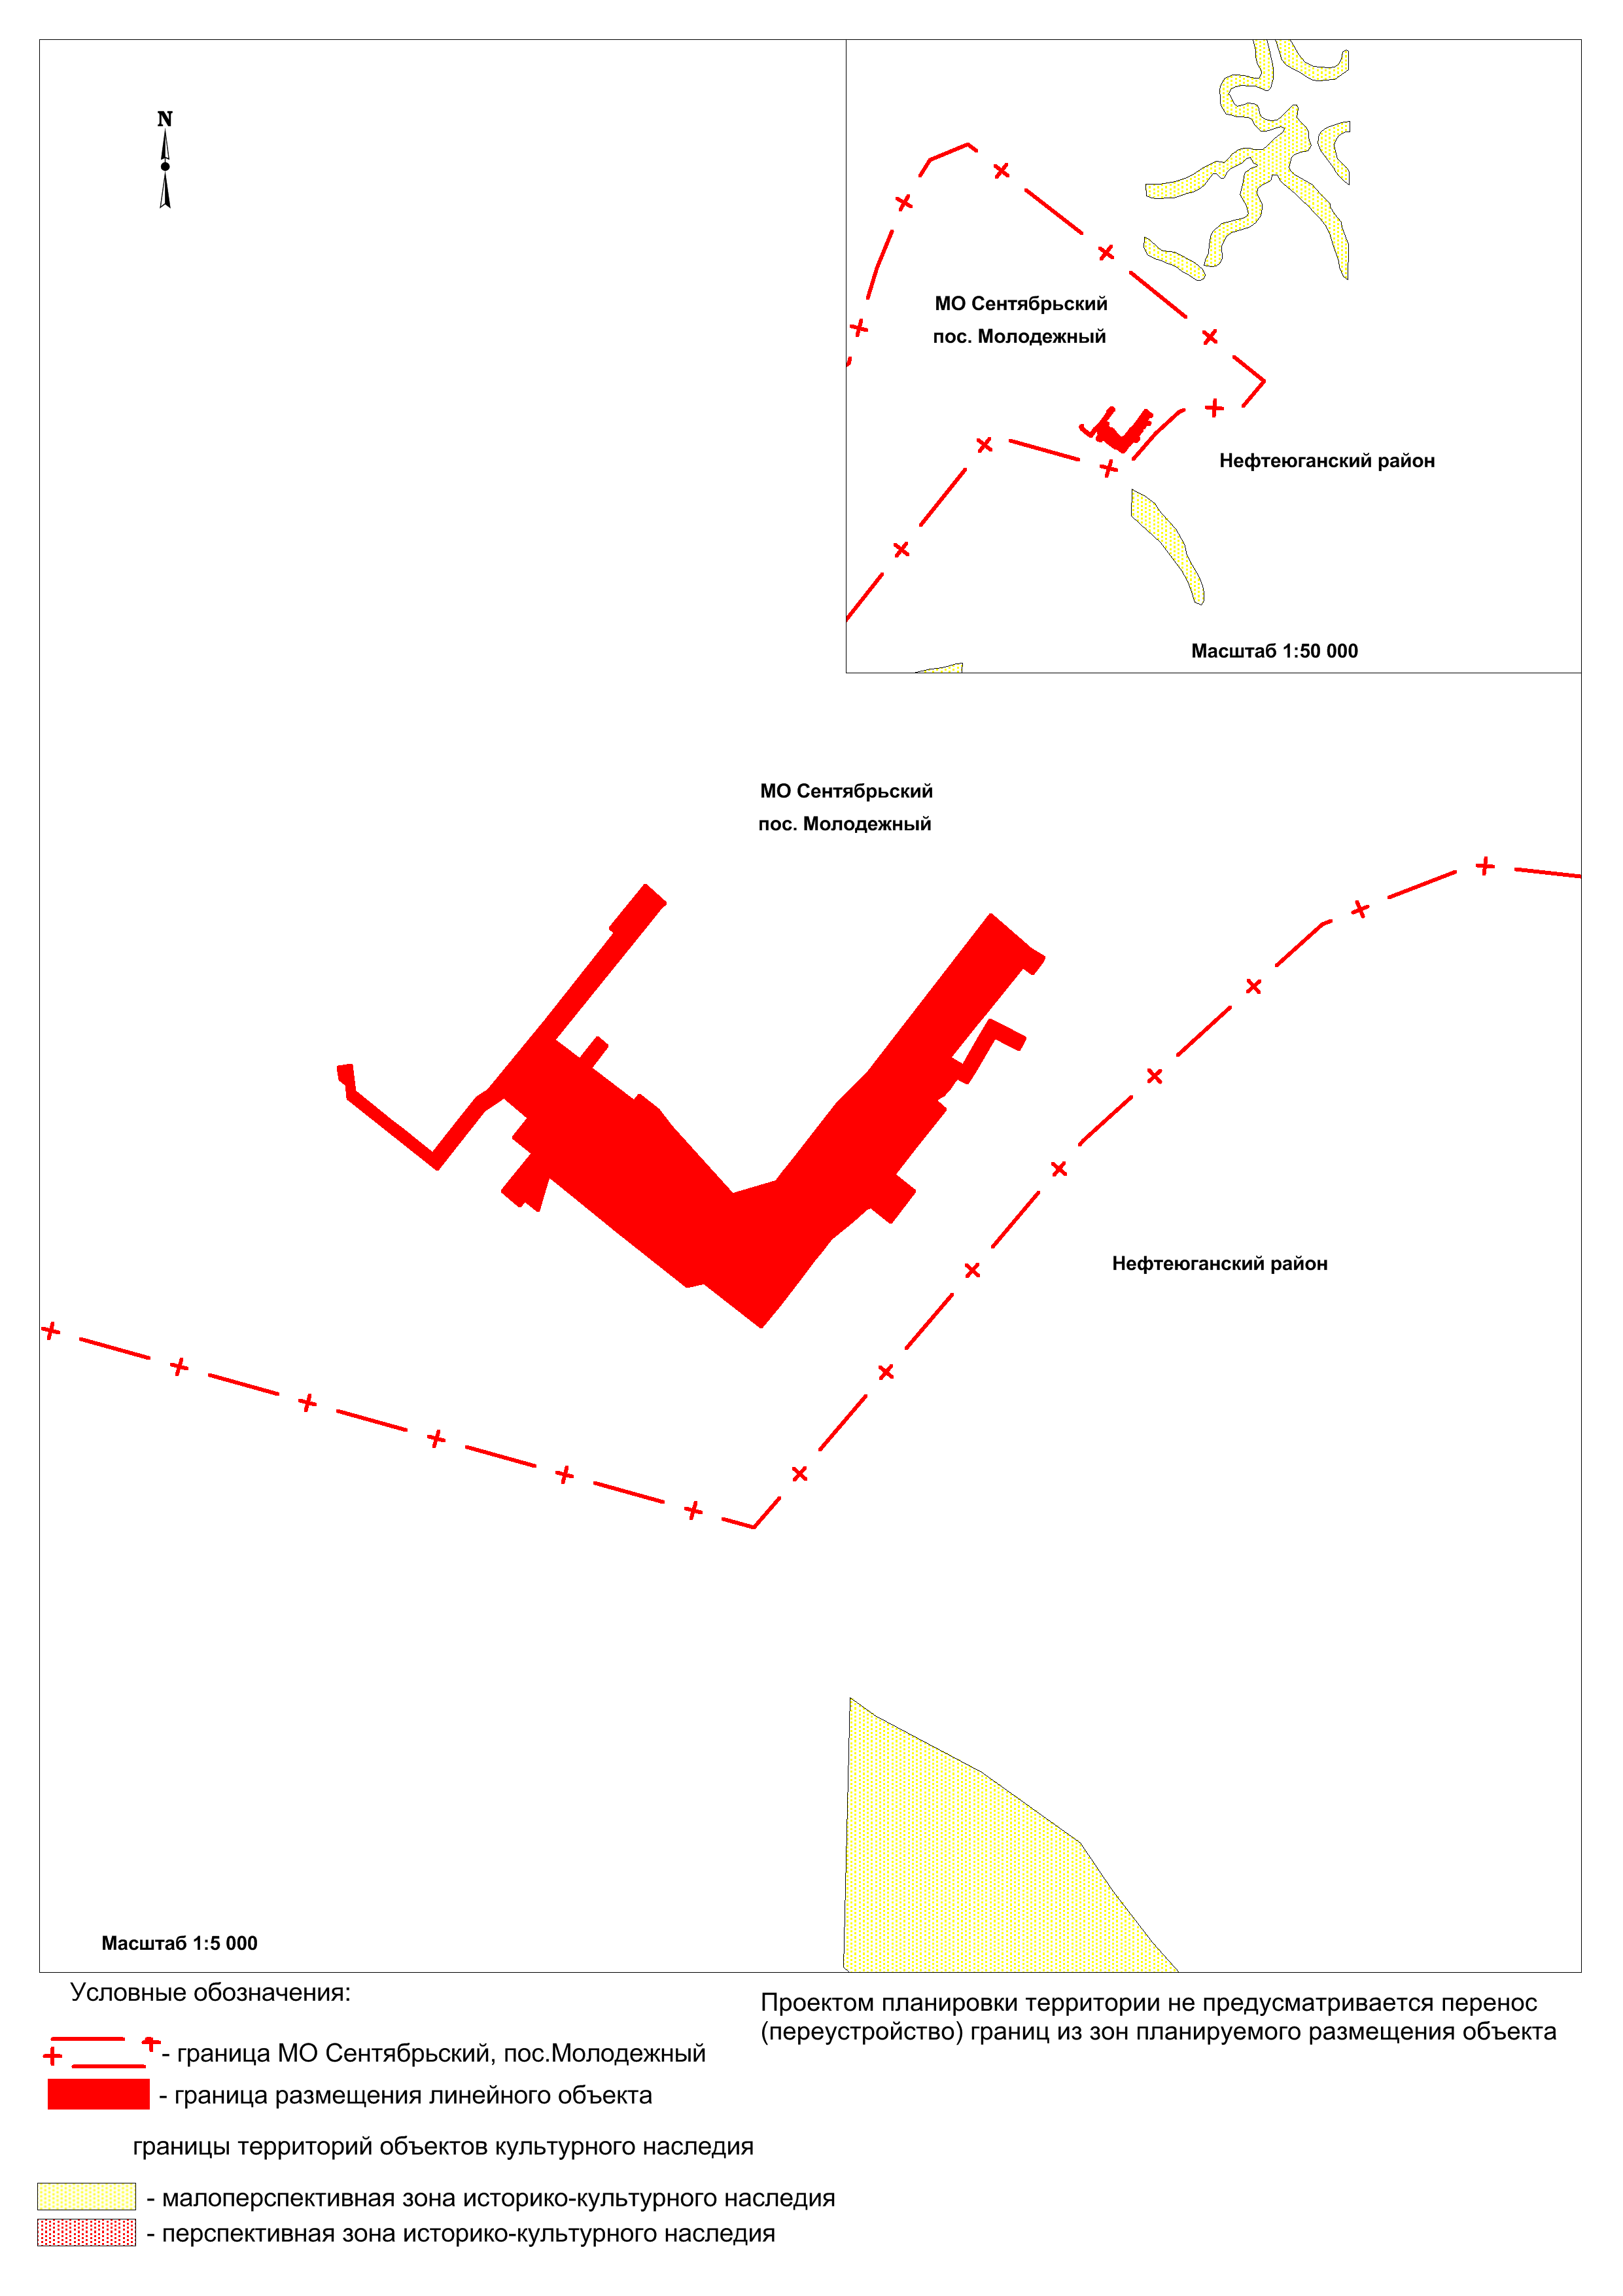 N
МО Сентябрьский
пос. Молодежный
Нефтеюганский район
Масштаб 1:50 000
МО Сентябрьский
пос. Молодежный
Нефтеюганский район
Масштаб 1:5 000
Условные обозначения:
- граница МО Сентябрьский, пос.Молодежный
- граница размещения линейного объекта
границы территорий объектов культурного наследия
- малоперспективная зона историко-культурного наследия
- перспективная зона историко-культурного наследия
Проектом планировки территории не предусматривается перенос
(переустройство) границ из зон планируемого размещения объекта